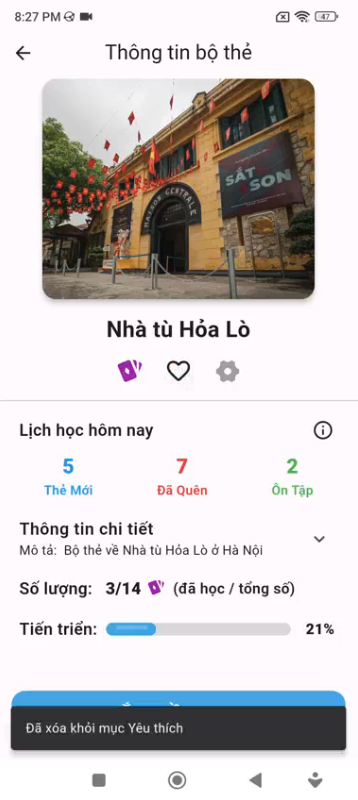 8:27 PM
47
Thông tin bộ thẻ
SẮT
&SON
MAISON CENTRALE
Nhà tù Hỏa Lò
Lịch học hôm nay
5
7
2
Thẻ Mới
Đã Quên
Ôn Tập
Thông tin chi tiết
Mô tả: Bộ thẻ về Nhà tù Hỏa Lò ở Hà Nội
Số lượng: 3/14 (đã học / tổng số)
Tiến triển: 21%
Đã xóa khỏi mục Yêu thích